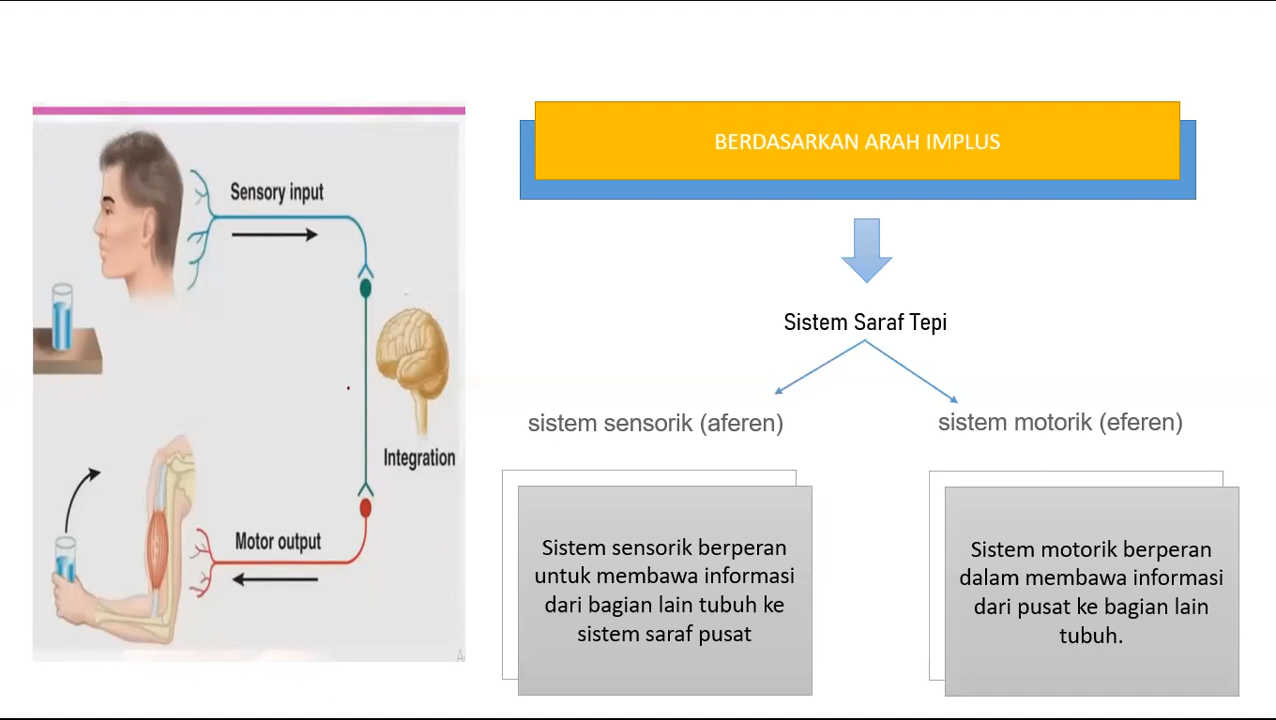 Sensory input
Integration
Motor output
A
BERDASARKAN ARAH IMPLUS
Sistem Saraf Tepi
sistem sensorik (aferen)
sistem motorik (eferen)
Sistem sensorik berperan
untuk membawa informasi
dari bagian lain tubuh ke
sistem saraf pusat
Sistem motorik berperan
dalam membawa informasi
dari pusat ke bagian lain
tubuh.